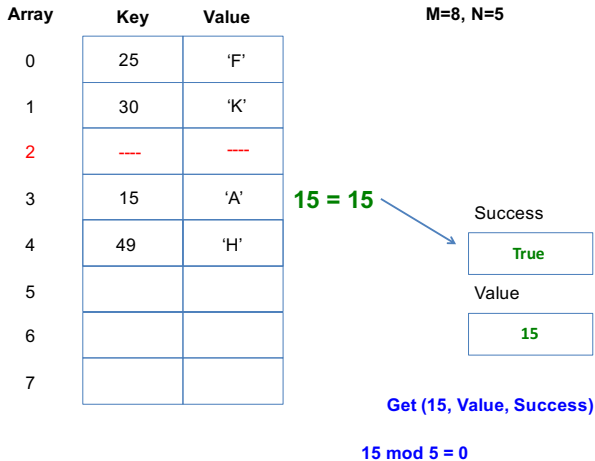 Array Key Value M=8, N=5
0 25 ‘F’
1 30 ‘K’
2 ---- ----
3 15 ‘A’ 15 = 15
4 49 ‘H’
5
6
7
Success
True
Value
15
Get (15, Value, Success)
15 mod 5 = 0